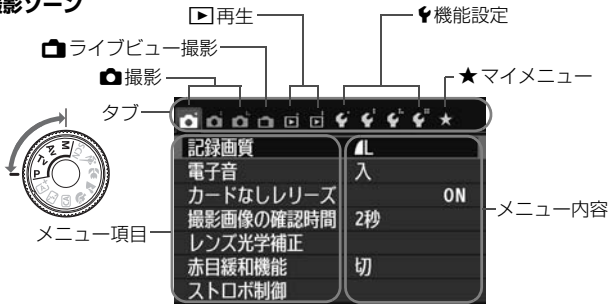 影ゾーン
再生
機能設定
ライブビュー撮影
撮影
★マイメニュー
タブ
記録画質 L
電子音 入
カードなしレリーズ ON
撮影画像の確認時間 2秒
レンズ光学補正
赤目緩和機能 切
ストロボ制御
メニュー項目
メニュー内容
M
Av
Tv
P